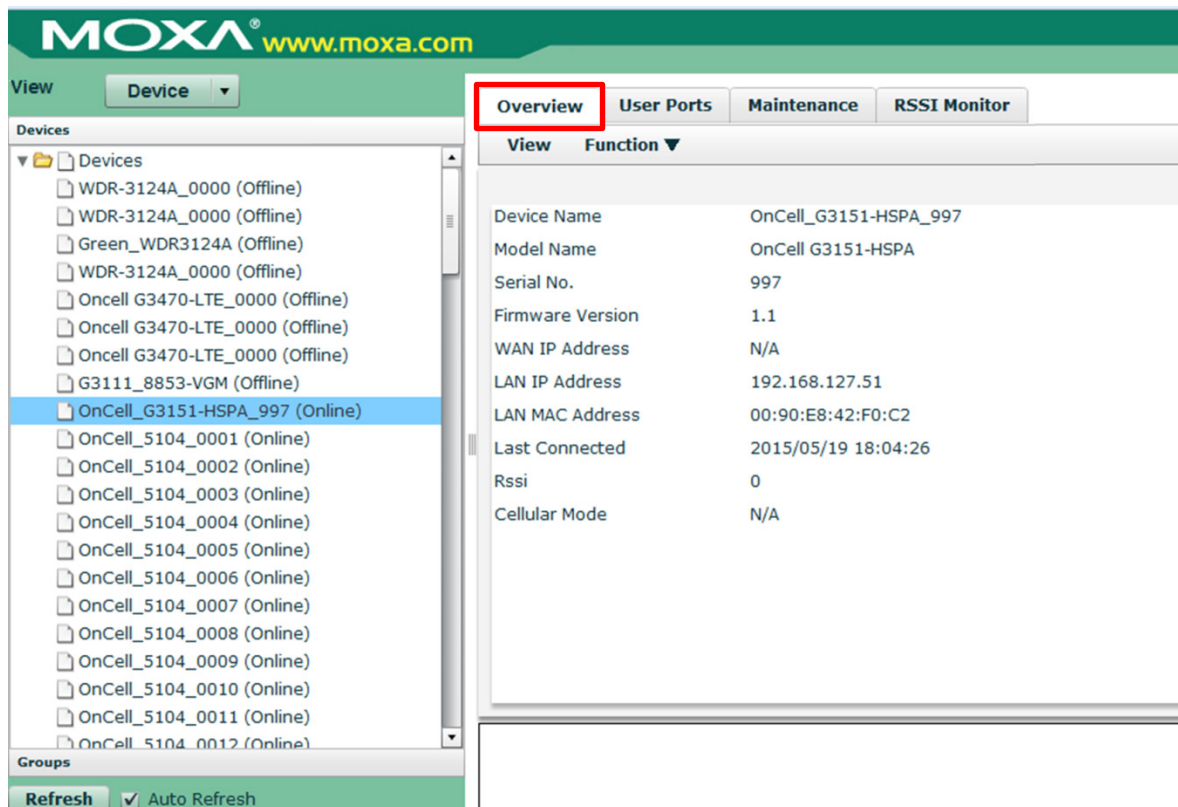 MOXA® www.moxa.com
View Device
Devices
Devices
WDR-3124A_0000 (Offline)
WDR-3124A_0000 (Offline)
Green_WDR3124A (Offline)
WDR-3124A_0000 (Offline)
Oncell G3470-LTE_0000 (Offline)
Oncell G3470-LTE_0000 (Offline)
Oncell G3470-LTE_0000 (Offline)
G3111_8853-VGM (Offline)
OnCell_G3151-HSPA_997 (Online)
OnCell_5104_0001 (Online)
OnCell_5104_0002 (Online)
OnCell_5104_0003 (Online)
OnCell_5104_0004 (Online)
OnCell_5104_0005 (Online)
OnCell_5104_0006 (Online)
OnCell_5104_0007 (Online)
OnCell_5104_0008 (Online)
OnCell_5104_0009 (Online)
OnCell_5104_0010 (Online)
OnCell_5104_0011 (Online)
OnCell_5104_0012 (Online)
Groups
Refresh Auto Refresh
Overview User Ports Maintenance RSSI Monitor
View Function
Device Name OnCell_G3151-HSPA_997
Model Name OnCell G3151-HSPA
Serial No. 997
Firmware Version 1.1
WAN IP Address N/A
LAN IP Address 192.168.127.51
LAN MAC Address 00:90:E8:42:F0:C2
Last Connected 2015/05/19 18:04:26
Rssi 0
Cellular Mode N/A